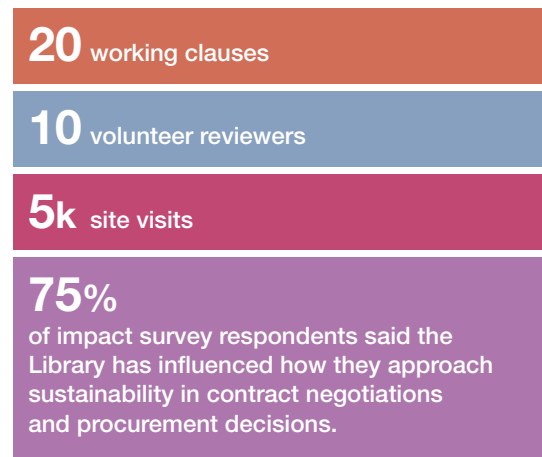 20 working clauses
10 volunteer reviewers
5k site visits
75%
of impact survey respondents said the
Library has influenced how they approach
sustainability in contract negotiations
and procurement decisions.